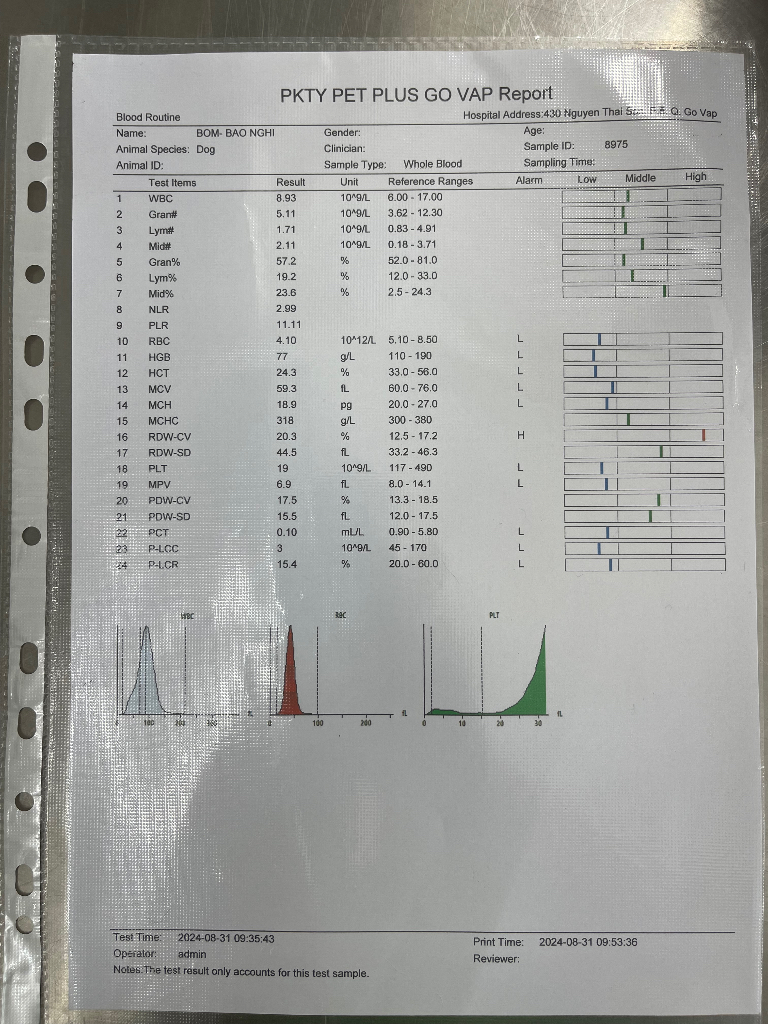 PKTY PET PLUS GO VAP Report
Blood Routine Hospital Address:430 Nguyen Thai Q. Go Vap
Name: BOM- BAO NGHI Gender: Age:
Animal Species: Dog Clinician: Sample ID: 8975
Animal ID: Sample Type: Whole Blood Sampling Time:
Test Items Result Unit Reference Ranges Alarm Low Middle High
1 WBC 8.93 10^9/L 6.00 - 17.00
2 Gran# 5.11 10^9/L 3.62 - 12.30
3 Lym# 1.71 10^9/L 0.83 - 4.91
4 Mid# 2.11 10^9/L 0.18 - 3.71
5 Gran% 57.2 % 52.0 - 81.0
6 Lym% 19.2 % 12.0 - 33.0
7 Mid% 23.6 % 2.5 - 24.3
8 NLR 2.99
9 PLR 11.11
10 RBC 4.10 10^12/L 5.10 - 8.50 L
11 HGB 77 g/L 110 - 190 L
12 HCT 24.3 % 33.0 - 56.0 L
13 MCV 59.3 fL 60.0 - 76.0 L
14 MCH 18.9 pg 20.0 - 27.0 L
15 MCHC 318 g/L 300 - 380
16 RDW-CV 20.3 % 12.5 - 17.2 H
17 RDW-SD 44.5 fL 33.2 - 46.3
18 PLT 19 10^9/L 117 - 490 L
19 MPV 6.9 fL 8.0 - 14.1 L
20 PDW-CV 17.5 % 13.3 - 18.5
21 PDW-SD 15.5 fL 12.0 - 17.5
22 PCT 0.10 mL/L 0.90 - 5.80 L
23 P-LCC 3 10^9/L 45 - 170 L
24 P-LCR 15.4 % 20.0 - 60.0 L
WBC RBC PLT
0 100 200 300 fL 0 100 200 fL 0 10 20 30 fL
Test Time: 2024-08-31 09:35:43 Print Time: 2024-08-31 09:53:36
Operator: admin Reviewer:
Notes:The test result only accounts for this test sample.